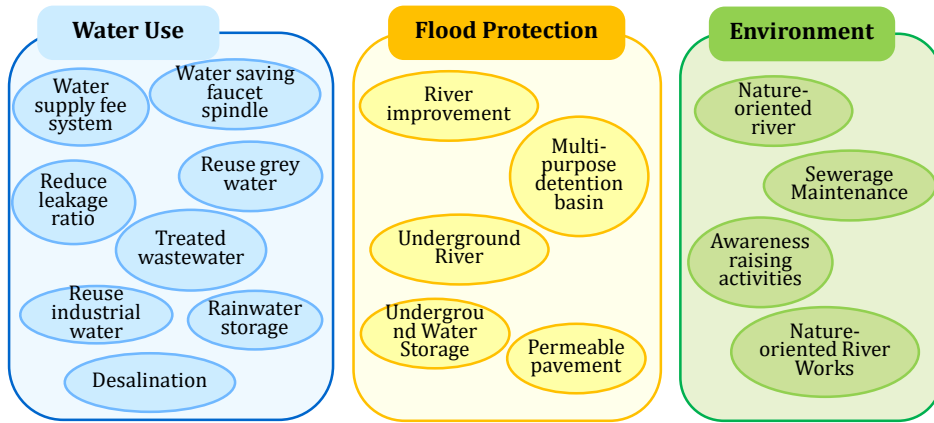 Water Use
Water
supply fee
system
Water saving
faucet
spindle
Reduce
leakage
ratio
Reuse grey
water
Treated
wastewater
Reuse
industrial
water
Rainwater
storage
Desalination
Flood Protection
River
improvement
Multi-
purpose
detention
basin
Underground
River
Undergrou
nd Water
Storage
Permeable
pavement
Environment
Nature-
oriented
river
Sewerage
Maintenance
Awareness
raising
activities
Nature-
oriented River
Works